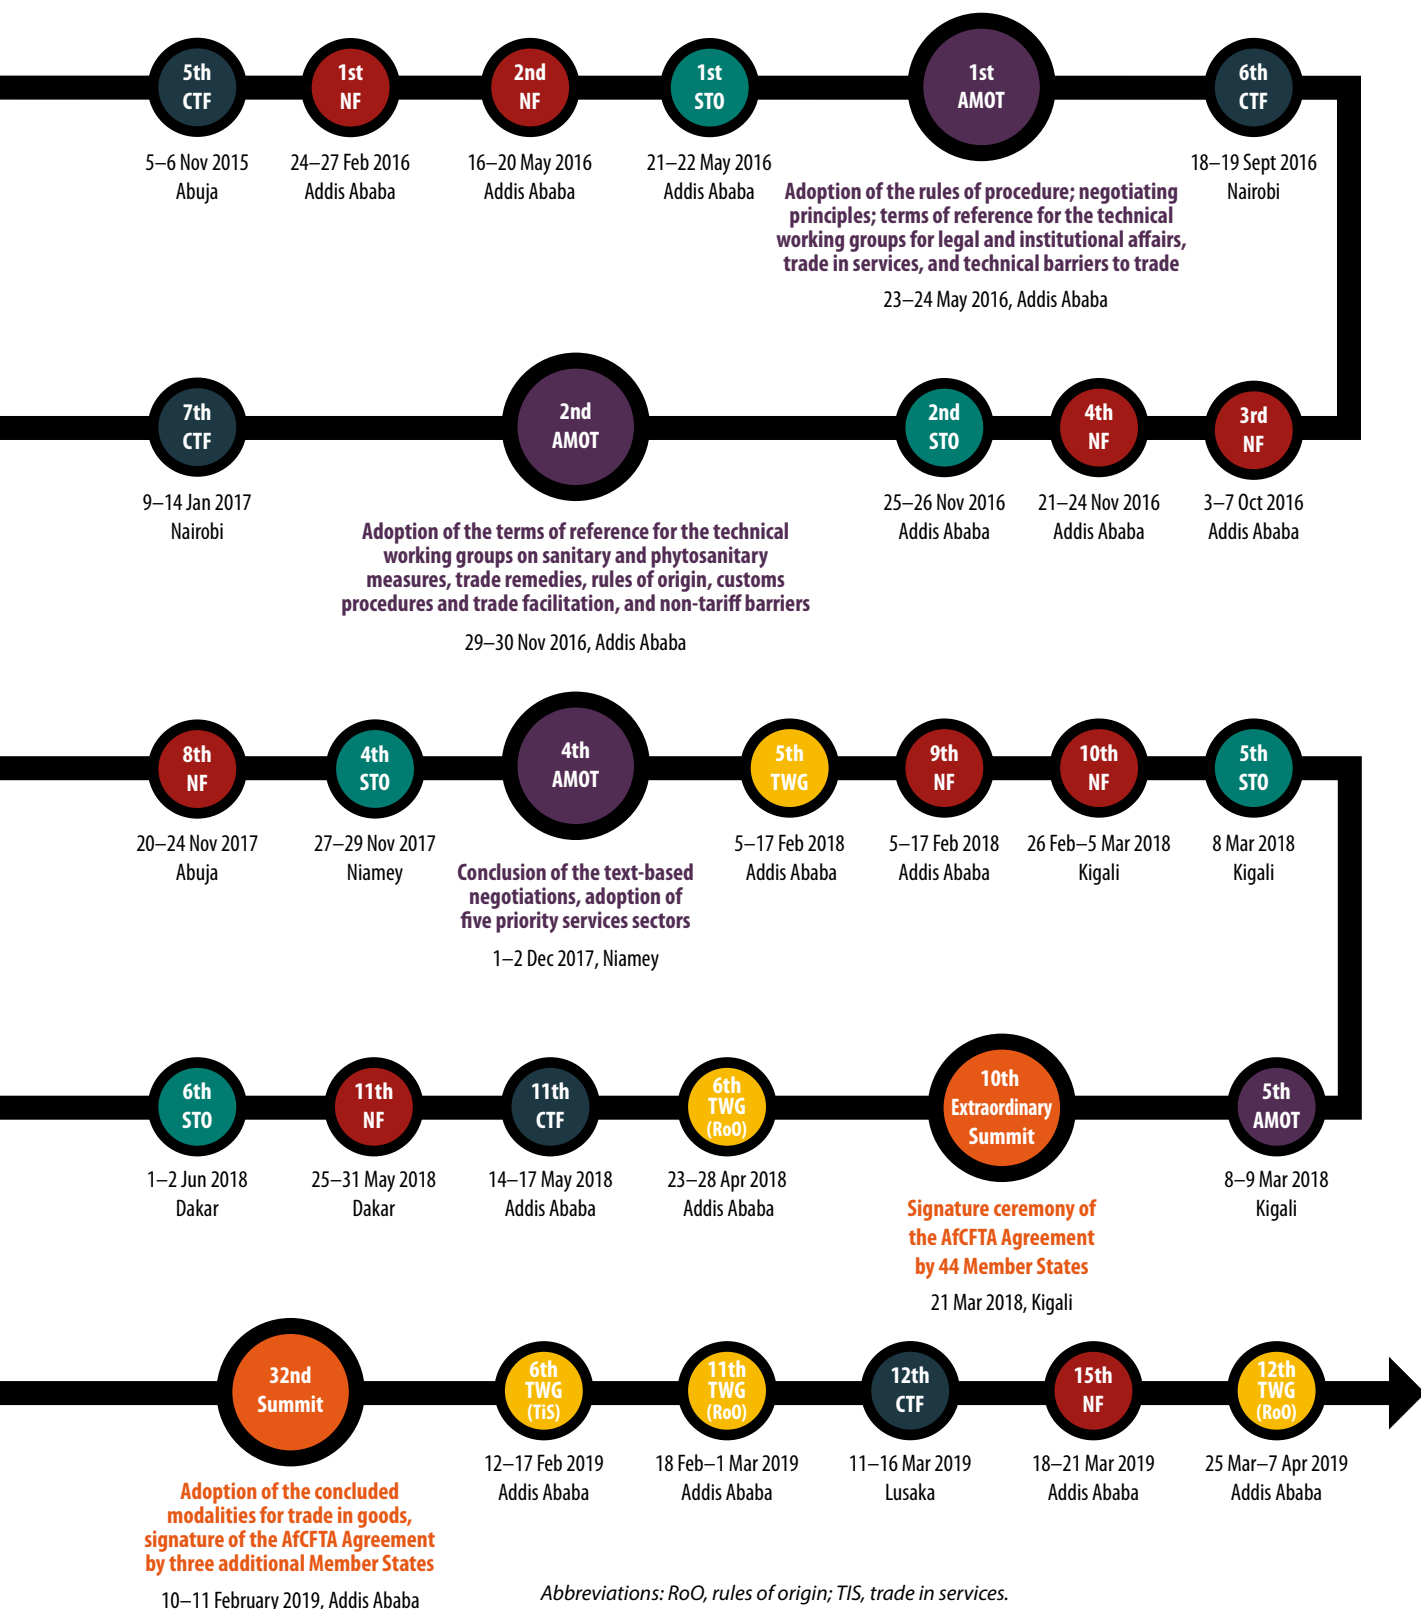 5th
CTF
5–6 Nov 2015
Abuja
1st
NF
24–27 Feb 2016
Addis Ababa
2nd
NF
16–20 May 2016
Addis Ababa
1st
STO
21–22 May 2016
Addis Ababa
1st
AMOT
Adoption of the rules of procedure; negotiating
principles; terms of reference for the technical
working groups for legal and institutional affairs,
trade in services, and technical barriers to trade
23–24 May 2016, Addis Ababa
6th
CTF
18–19 Sept 2016
Nairobi
7th
CTF
9–14 Jan 2017
Nairobi
2nd
AMOT
Adoption of the terms of reference for the technical
working groups on sanitary and phytosanitary
measures, trade remedies, rules of origin, customs
procedures and trade facilitation, and non-tariff barriers
29–30 Nov 2016, Addis Ababa
2nd
STO
25–26 Nov 2016
Addis Ababa
4th
NF
21–24 Nov 2016
Addis Ababa
3rd
NF
3–7 Oct 2016
Addis Ababa
8th
NF
20–24 Nov 2017
Abuja
4th
STO
27–29 Nov 2017
Niamey
4th
AMOT
Conclusion of the text-based
negotiations, adoption of
five priority services sectors
1–2 Dec 2017, Niamey
5th
TWG
5–17 Feb 2018
Addis Ababa
9th
NF
5–17 Feb 2018
Addis Ababa
10th
NF
26 Feb–5 Mar 2018
Kigali
5th
STO
8 Mar 2018
Kigali
6th
STO
1–2 Jun 2018
Dakar
11th
NF
25–31 May 2018
Dakar
11th
CTF
14–17 May 2018
Addis Ababa
6th
TWG
(RoO)
23–28 Apr 2018
Addis Ababa
10th
Extraordinary
Summit
Signature ceremony of
the AfCFTA Agreement
by 44 Member States
21 Mar 2018, Kigali
5th
AMOT
8–9 Mar 2018
Kigali
32nd
Summit
Adoption of the concluded
modalities for trade in goods,
signature of the AfCFTA Agreement
by three additional Member States
10–11 February 2019, Addis Ababa
6th
TWG
(TiS)
12–17 Feb 2019
Addis Ababa
11th
TWG
(RoO)
18 Feb–1 Mar 2019
Addis Ababa
12th
CTF
11–16 Mar 2019
Lusaka
15th
NF
18–21 Mar 2019
Addis Ababa
12th
TWG
(RoO)
25 Mar–7 Apr 2019
Addis Ababa
Abbreviations: RoO, rules of origin; TIS, trade in services.